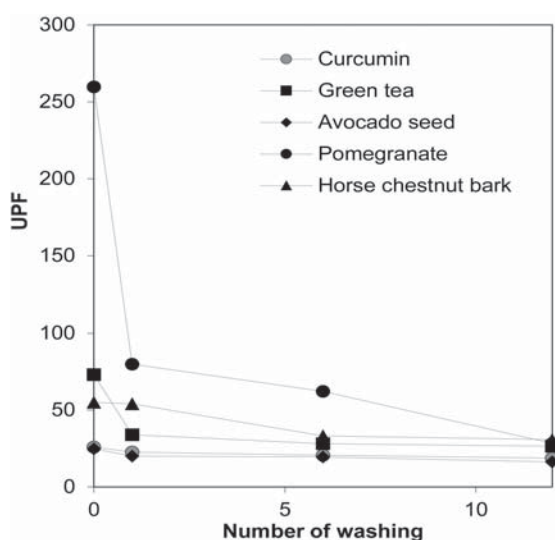 300
250
200
150
100
50
0
UPF
Curcumin
Green tea
Avocado seed
Pomegranate
Horse chestnut bark
0 5 10
Number of washing